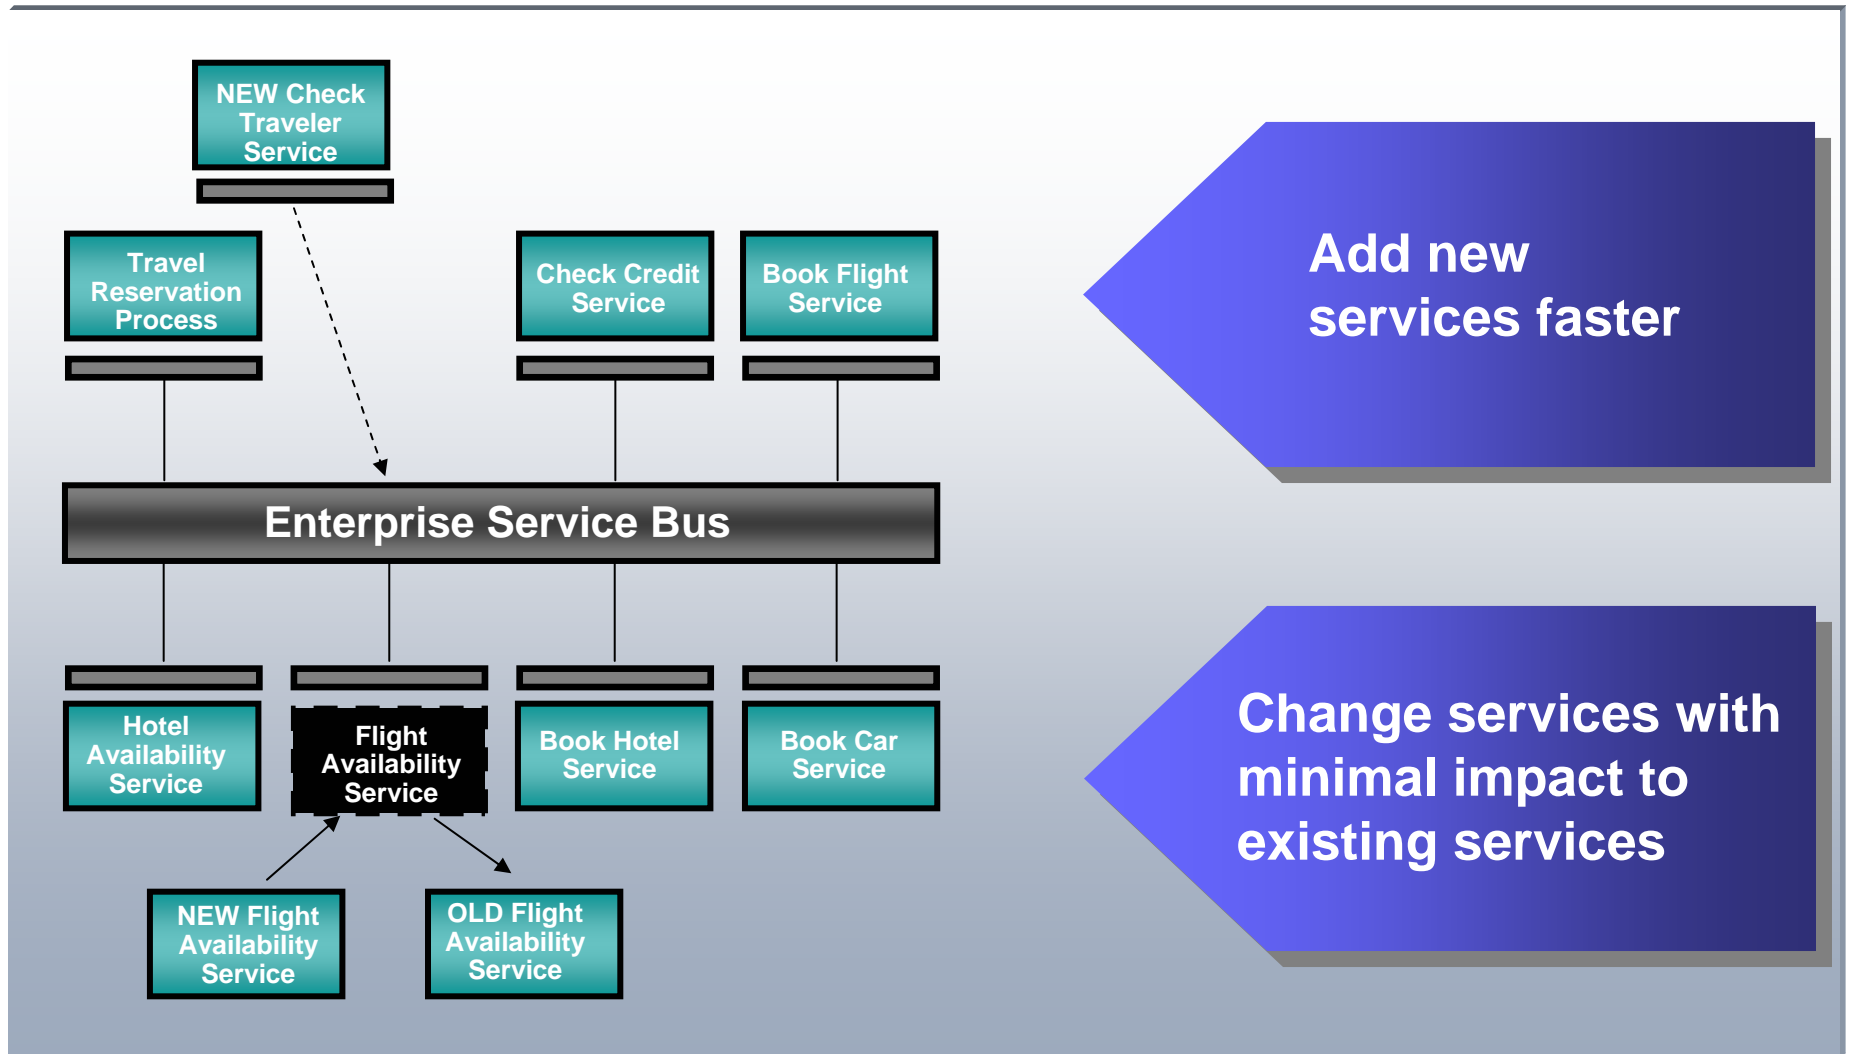 NEW Check
Traveler
Service
Travel
Reservation
Process
Check Credit
Service
Book Flight
Service
Add new
services faster
Enterprise Service Bus
Hotel
Availability
Service
Flight
Availability
Service
Book Hotel
Service
Book Car
Service
Change services with
minimal impact to
existing services
NEW Flight
Availability
Service
OLD Flight
Availability
Service